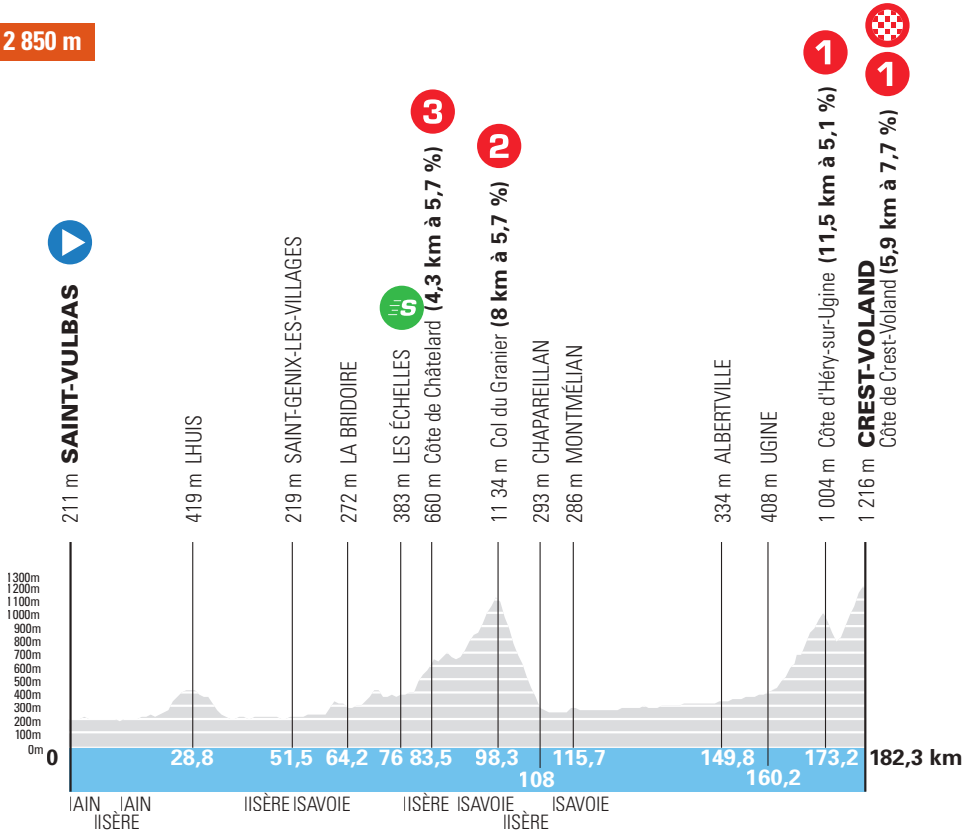 2 850 m
211 m SAINT-VULBAS
419 m LHUIS
219 m SAINT-GENIX-LES-VILLAGES
272 m LA BRIDOIRE
383 m LES ÉCHELLES
S
660 m Côte de Châtelard (4,3 km à 5,7 %)
3
11 34 m Col du Granier (8 km à 5,7 %)
2
293 m CHAPAREILLAN
286 m MONTMÉLIAN
334 m ALBERTVILLE
408 m UGINE
1 004 m Côte d'Héry-sur-Ugine (11,5 km à 5,1 %)
1
1 216 m CREST-VOLAND
Côte de Crest-Voland (5,9 km à 7,7 %)
1
1300m
1200m
1100m
1000m
900m
800m
700m
600m
500m
400m
300m
200m
100m
0m
0 28,8 51,5 64,2 76 83,5 98,3 108 115,7 149,8 160,2 173,2 182,3 km
AIN
ISÈRE
AIN
ISÈRE
SAVOIE
ISÈRE
SAVOIE
ISÈRE
SAVOIE